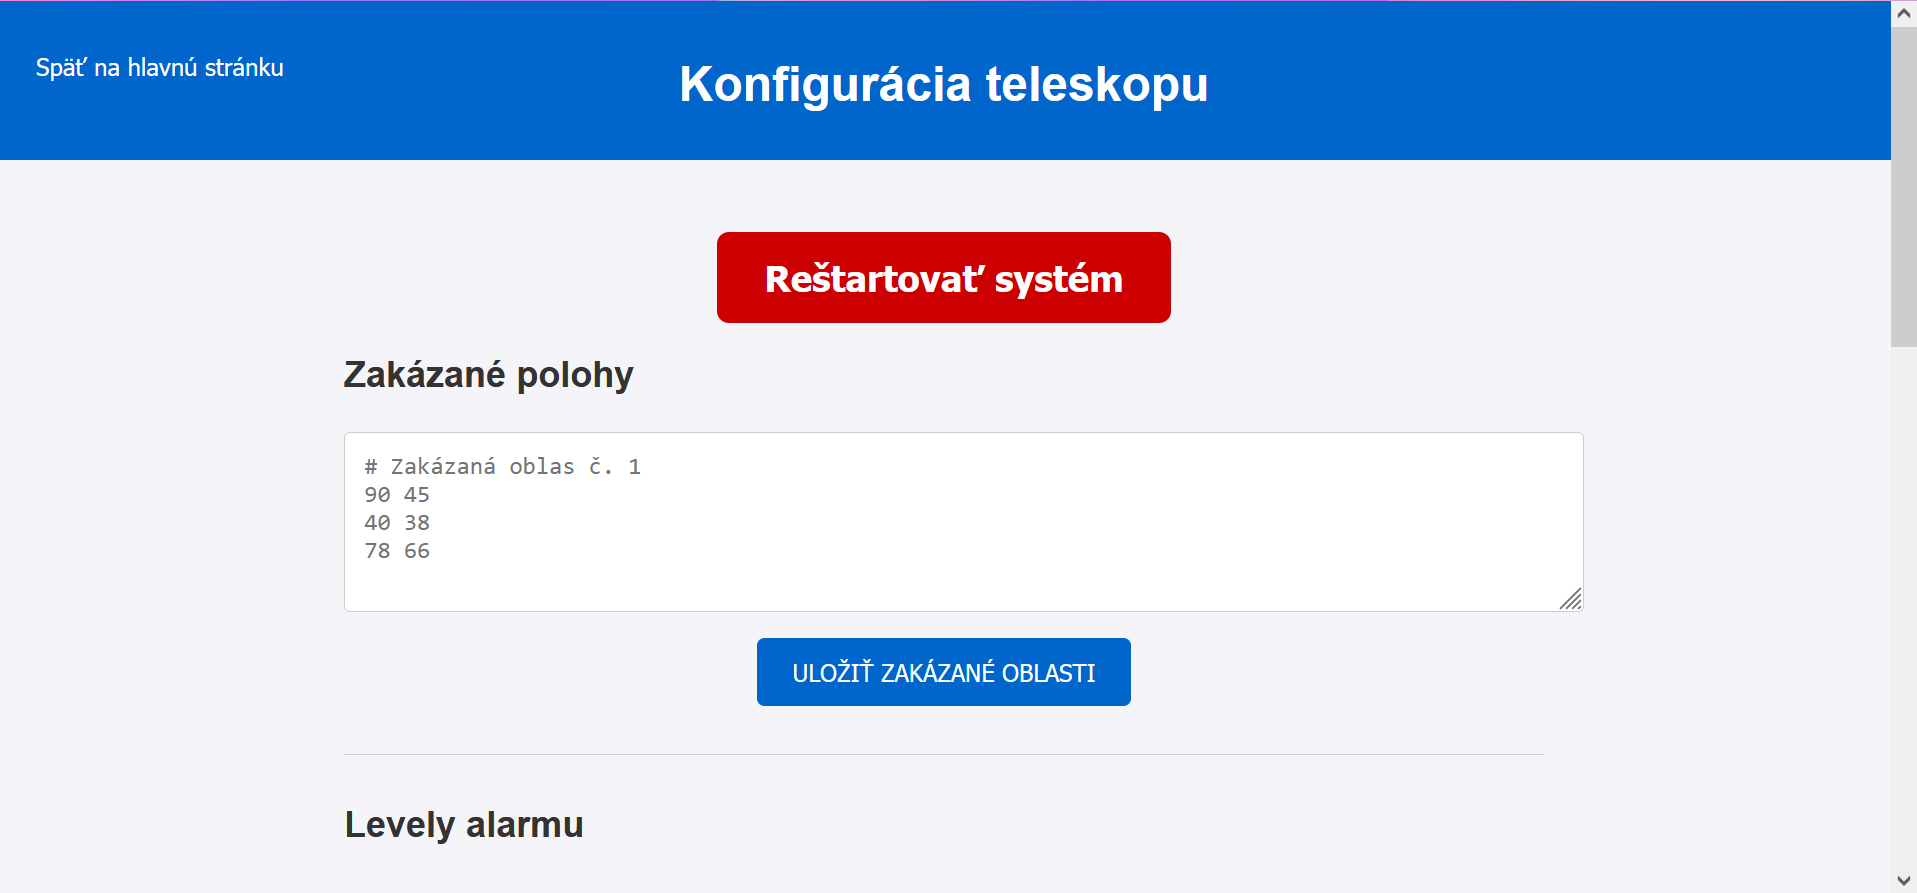 Späť na hlavnú stránku
Konfigurácia teleskopu
Reštartovať systém
Zakázané polohy
# Zakázaná oblas č. 1
90 45
40 38
78 66
ULOŽIŤ ZAKÁZANÉ OBLASTI
Levely alarmu